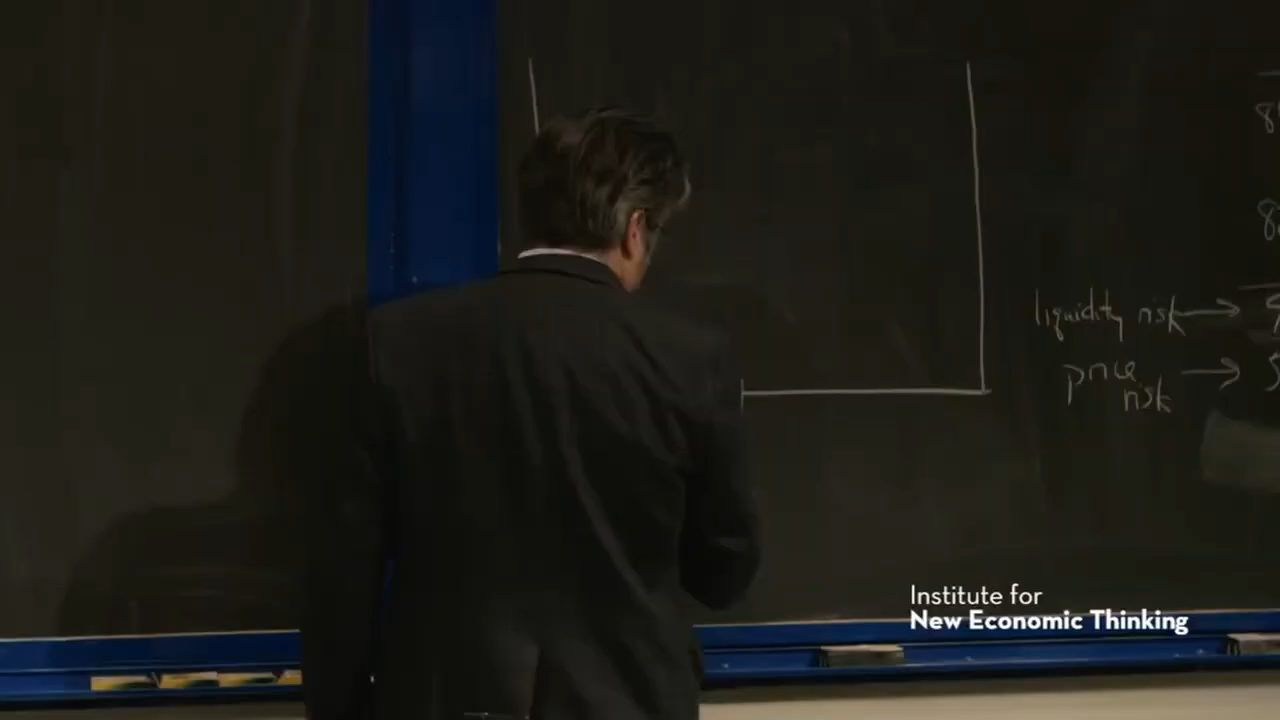 liquidity risk →
price →
risk
Institute for
New Economic Thinking